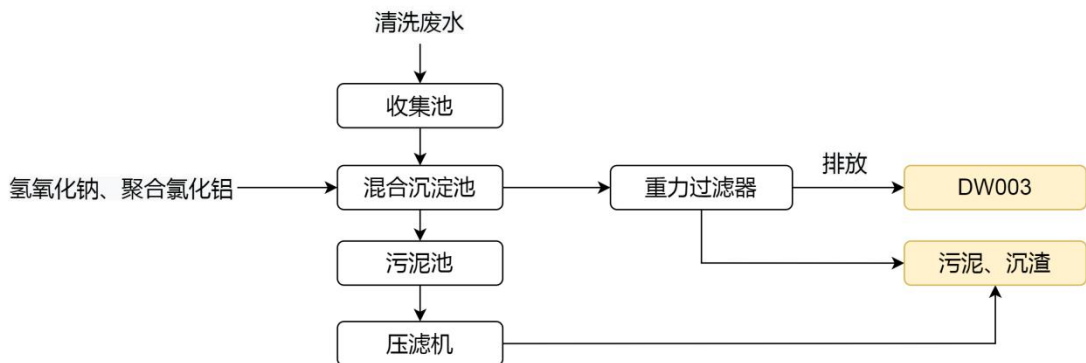 清洗废水
收集池
氢氧化钠、聚合氯化铝
混合沉淀池
重力过滤器
排放
DW003
污泥池
污泥、沉渣
压滤机